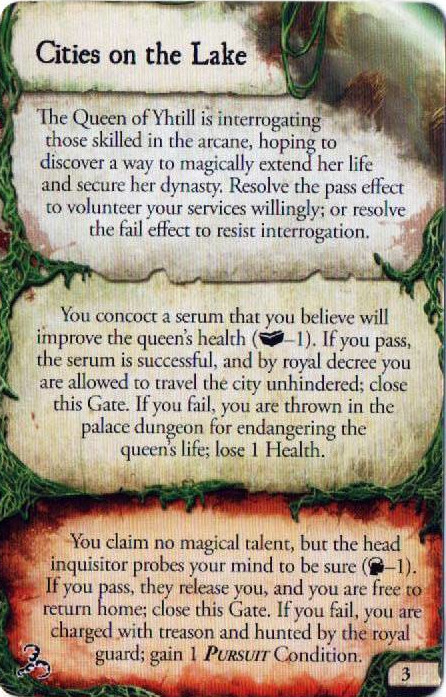 Cities on the Lake
The Queen of Yhtill is interrogating
those skilled in the arcane, hoping to
discover a way to magically extend her life
and secure her dynasty. Resolve the pass effect
to volunteer your services willingly; or resolve
the fail effect to resist interrogation.
You concoct a serum that you believe will
improve the queen's health (–1). If you pass,
the serum is successful, and by royal decree you
are allowed to travel the city unhindered; close
this Gate. If you fail, you are thrown in the
palace dungeon for endangering the
queen's life; lose 1 Health.
You claim no magical talent, but the head
inquisitor probes your mind to be sure (–1).
If you pass, they release you, and you are free to
return home; close this Gate. If you fail, you are
charged with treason and hunted by the royal
guard; gain 1 PURSUIT Condition.
3